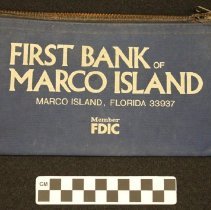 FIRST BANK OF
MARCO ISLAND
MARCO ISLAND, FLORIDA 33937
Member
FDIC
CM